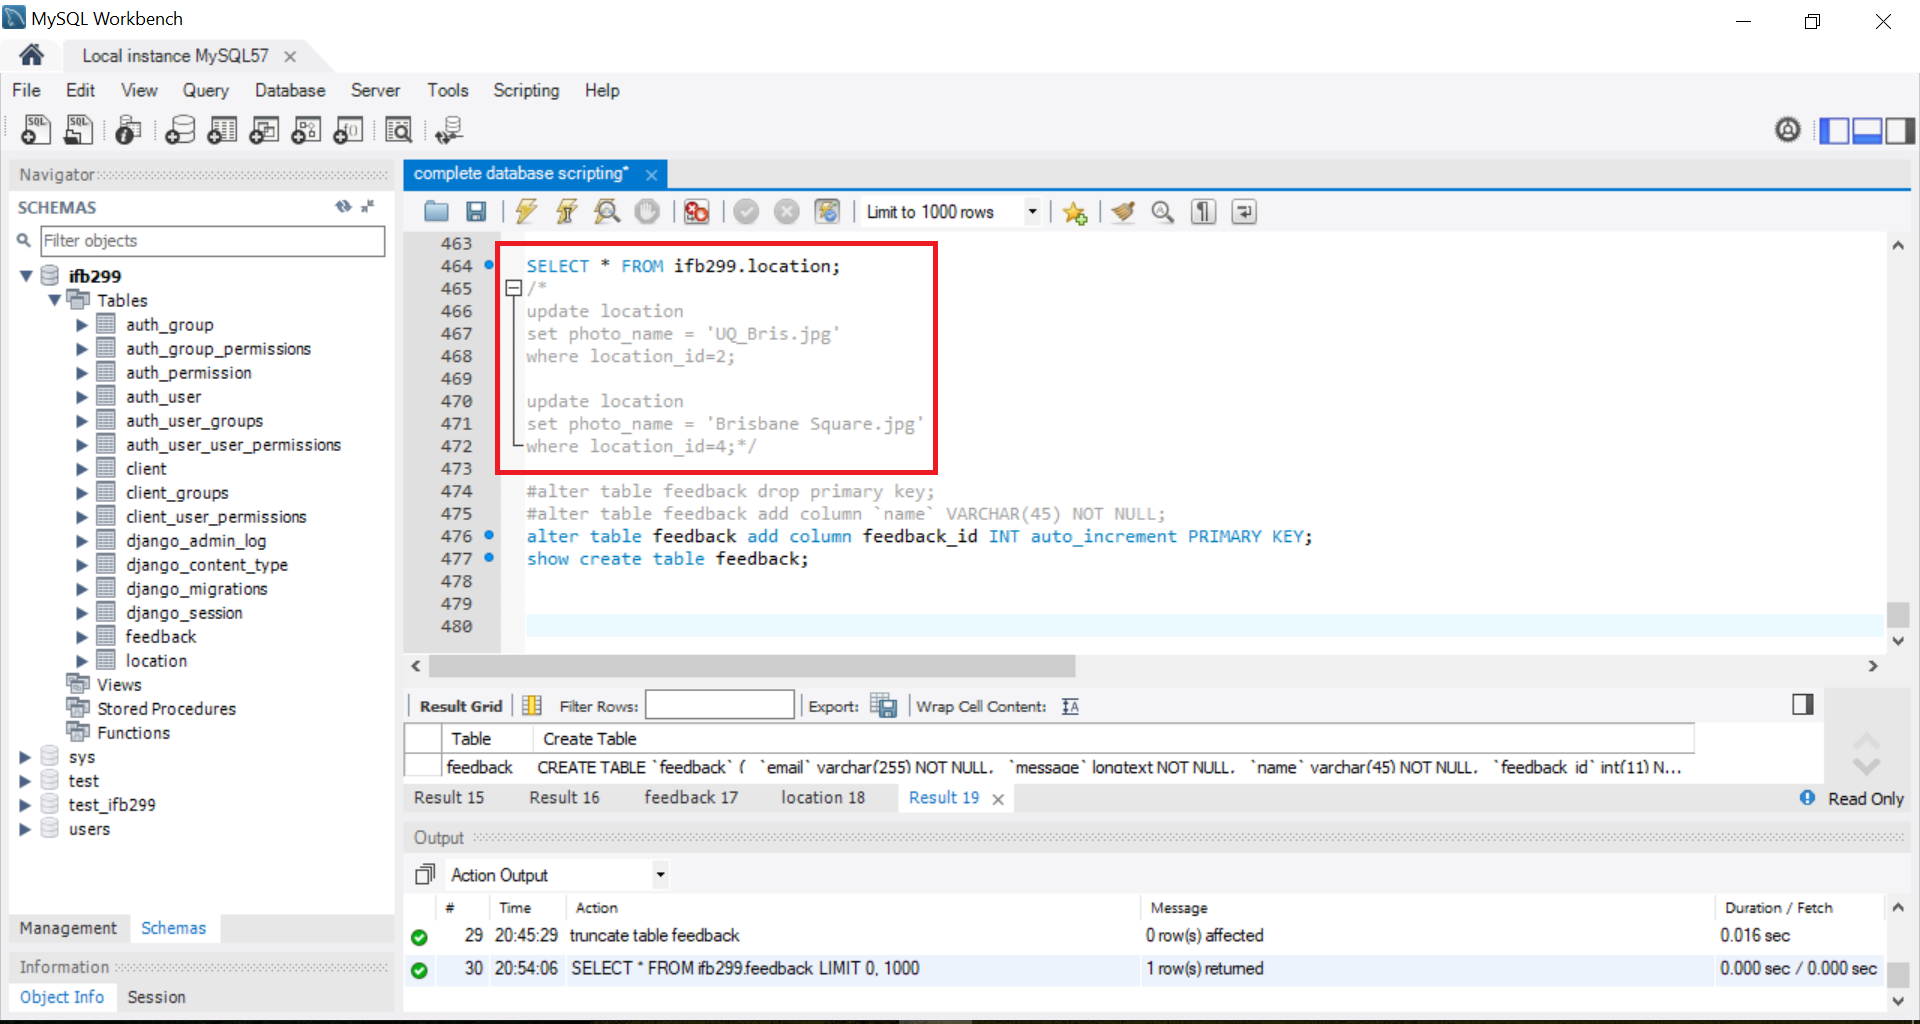 MySQL Workbench
Local instance MySQL57
File Edit View Query Database Server Tools Scripting Help
Navigator
SCHEMAS
Filter objects
ifb299
Tables
auth_group
auth_group_permissions
auth_permission
auth_user
auth_user_groups
auth_user_user_permissions
client
client_groups
client_user_permissions
django_admin_log
django_content_type
django_migrations
django_session
feedback
location
Views
Stored Procedures
Functions
sys
test
test_ifb299
users
Management Schemas
Information
Object Info Session
complete database scripting*
Limit to 1000 rows
463
464 SELECT * FROM ifb299.location;
465 /*
466 update location
467 set photo_name = 'UQ_Bris.jpg'
468 where location_id=2;
469
470 update location
471 set photo_name = 'Brisbane Square.jpg'
472 where location_id=4;*/
473
474 #alter table feedback drop primary key;
475 #alter table feedback add column `name` VARCHAR(45) NOT NULL;
476 alter table feedback add column feedback_id INT auto_increment PRIMARY KEY;
477 show create table feedback;
478
479
480
Result Grid Filter Rows: Export: Wrap Cell Content:
Table Create Table
feedback CREATE TABLE `feedback` ( `email` varchar(255) NOT NULL, `message` longtext NOT NULL, `name` varchar(45) NOT NULL, `feedback_id` int(11) N...
Result 15 Result 16 feedback 17 location 18 Result 19 Read Only
Output
Action Output
# Time Action Message Duration / Fetch
29 20:45:29 truncate table feedback 0 row(s) affected 0.016 sec
30 20:54:06 SELECT * FROM ifb299.feedback LIMIT 0, 1000 1 row(s) returned 0.000 sec / 0.000 sec